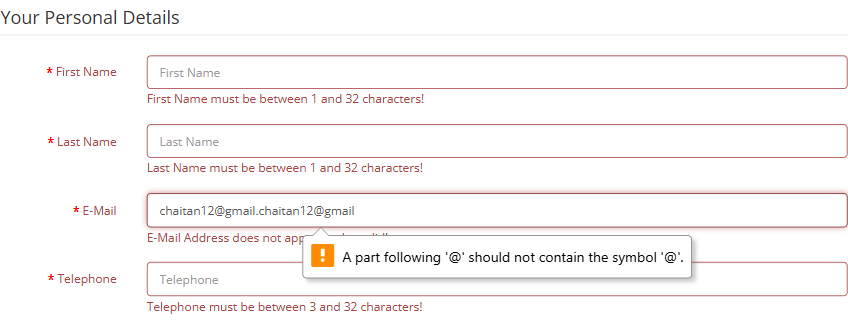 Your Personal Details
* First Name
First Name
First Name must be between 1 and 32 characters!
* Last Name
Last Name
Last Name must be between 1 and 32 characters!
* E-Mail
chaitan12@gmail.chaitan12@gmail
E-Mail Address does not
A part following '@' should not contain the symbol '@'.
* Telephone
Telephone
Telephone must be between 3 and 32 characters!